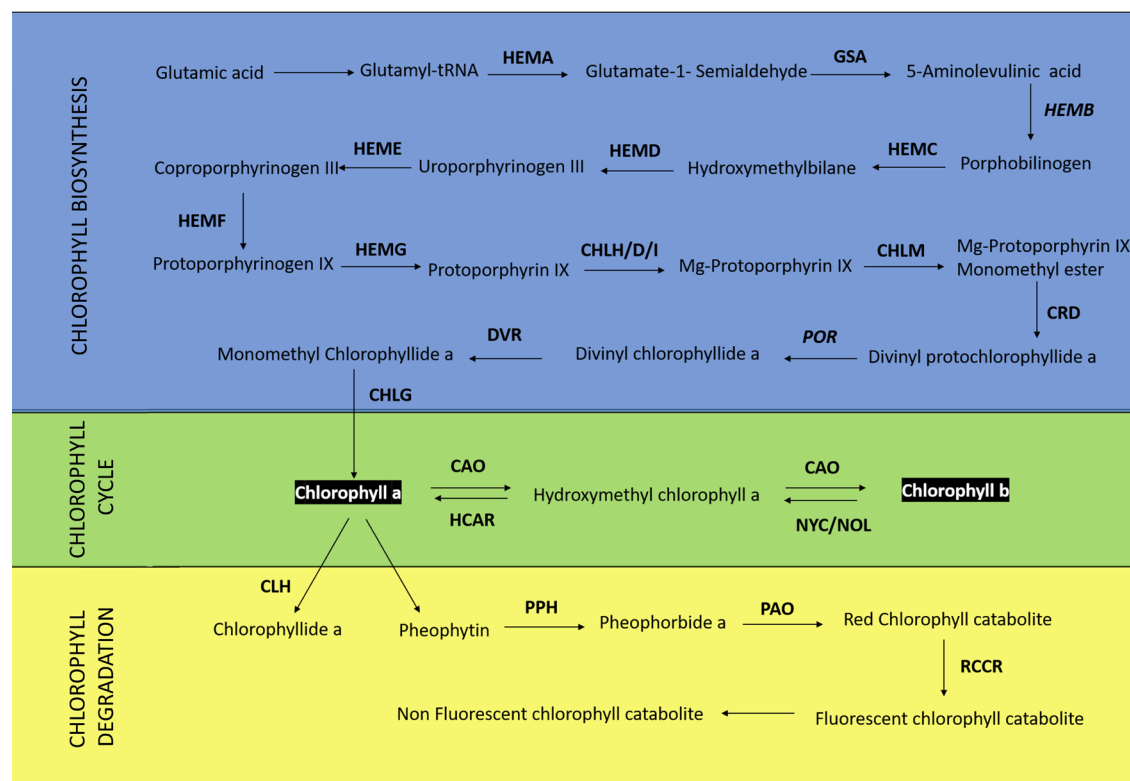 CHLOROPHYLL BIOSYNTHESIS
HEMA
GSA
Glutamic acid
Glutamyl-tRNA
Glutamate-1- Semialdehyde
5-Aminolevulinic acid
HEMB
HEME
HEMD
HEMC
Coproporphyrinogen III
Uroporphyrinogen III
Hydroxymethylbilane
Porphobilinogen
HEMF
HEMG
CHLH/D/I
CHLM
Protoporphyrinogen IX
Protoporphyrin IX
Mg-Protoporphyrin IX
Mg-Protoporphyrin IX
Monomethyl ester
CRD
DVR
POR
Monomethyl Chlorophyllide a
Divinyl chlorophyllide a
Divinyl protochlorophyllide a
CHLG
CHLOROPHYLL
CYCLE
CAO
CAO
Chlorophyll a
Hydroxymethyl chlorophyll a
Chlorophyll b
HCAR
NYC/NOL
CHLOROPHYLL
DEGRADATION
CLH
PPH
PAO
Chlorophyllide a
Pheophytin
Pheophorbide a
Red Chlorophyll catabolite
RCCR
Non Fluorescent chlorophyll catabolite
Fluorescent chlorophyll catabolite